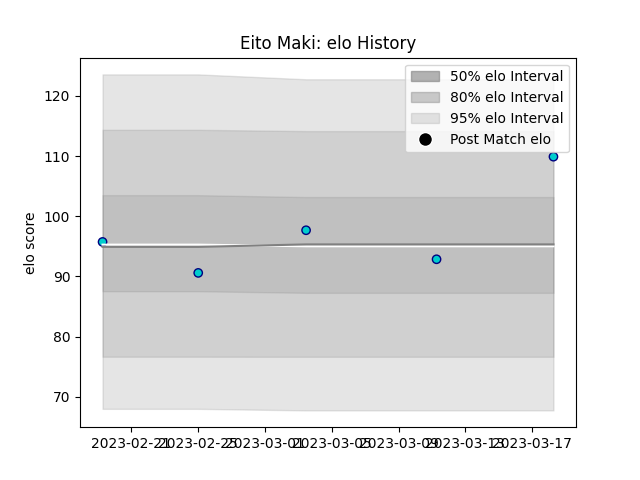 Eito Maki: elo History
50% elo Interval
80% elo Interval
95% elo Interval
Post Match elo
elo score
120
110
100
90
80
70
2023-02-21
2023-02-25
2023-03-01
2023-03-05
2023-03-09
2023-03-13
2023-03-17